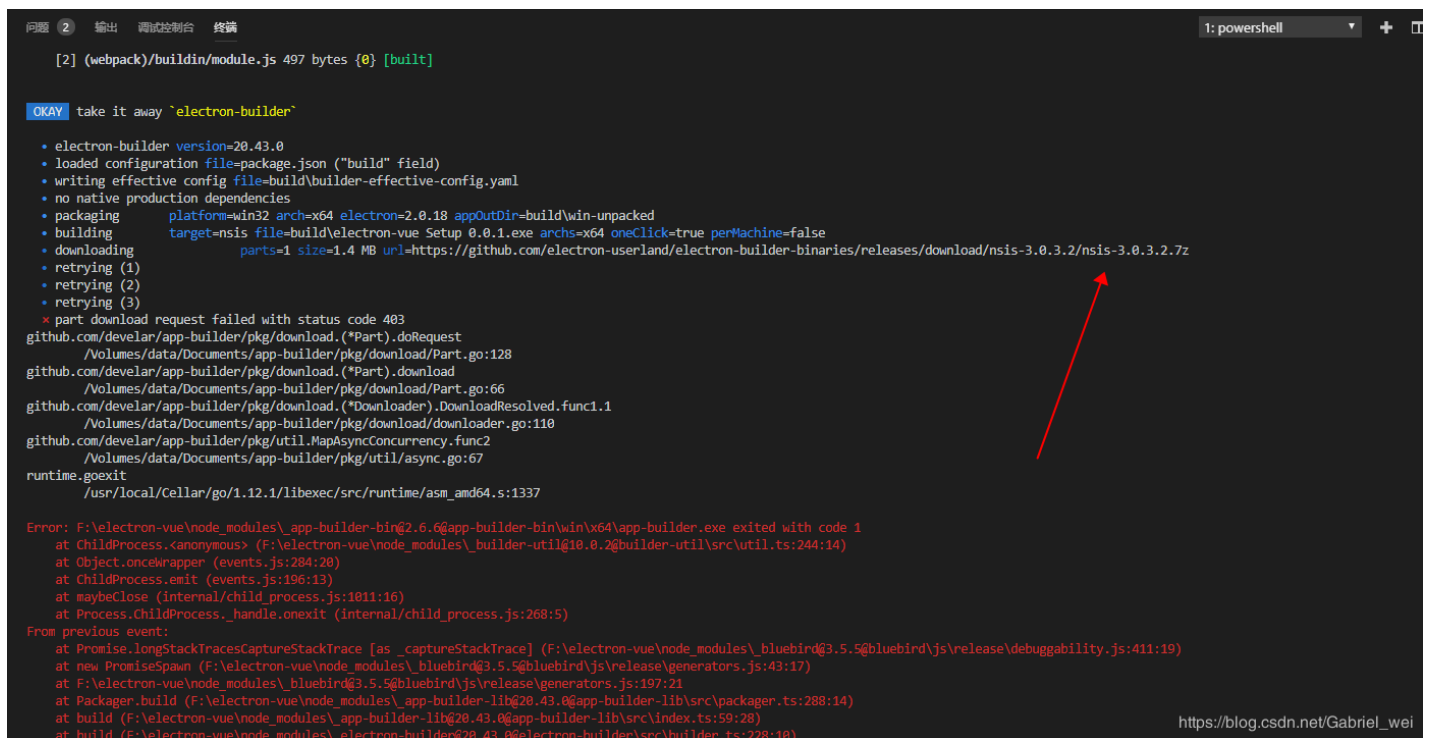 问题 2 输出 调试控制台 终端 1: powershell
[2] (webpack)/buildin/module.js 497 bytes {0} [built]
OKAY take it away `electron-builder`
• electron-builder version=20.43.0
• loaded configuration file=package.json ("build" field)
• writing effective config file=build\builder-effective-config.yaml
• no native production dependencies
• packaging platform=win32 arch=x64 electron=2.0.18 appOutDir=build\win-unpacked
• building target=nsis file=build\electron-vue Setup 0.0.1.exe archs=x64 oneClick=true perMachine=false
• downloading parts=1 size=1.4 MB url=https://github.com/electron-userland/electron-builder-binaries/releases/download/nsis-3.0.3.2/nsis-3.0.3.2.7z
• retrying (1)
• retrying (2)
• retrying (3)
× part download request failed with status code 403
github.com/develar/app-builder/pkg/download.(*Part).doRequest
/Volumes/data/Documents/app-builder/pkg/download/Part.go:128
github.com/develar/app-builder/pkg/download.(*Part).download
/Volumes/data/Documents/app-builder/pkg/download/Part.go:66
github.com/develar/app-builder/pkg/download.(*Downloader).DownloadResolved.func1.1
/Volumes/data/Documents/app-builder/pkg/download/downloader.go:110
github.com/develar/app-builder/pkg/util.MapAsyncConcurrency.func2
/Volumes/data/Documents/app-builder/pkg/util/async.go:67
runtime.goexit
/usr/local/Cellar/go/1.12.1/libexec/src/runtime/asm_amd64.s:1337
Error: F:\electron-vue\node_modules\_app-builder-bin@2.6.6@app-builder-bin\win\x64\app-builder.exe exited with code 1
at ChildProcess.<anonymous> (F:\electron-vue\node_modules\_builder-util@10.0.2@builder-util\src\util.ts:244:14)
at Object.onceWrapper (events.js:284:20)
at ChildProcess.emit (events.js:196:13)
at maybeClose (internal/child_process.js:1011:16)
at Process.ChildProcess._handle.onexit (internal/child_process.js:268:5)
From previous event:
at Promise.longStackTracesCaptureStackTrace [as _captureStackTrace] (F:\electron-vue\node_modules\_bluebird@3.5.5@bluebird\js\release\debuggability.js:411:19)
at new PromiseSpawn (F:\electron-vue\node_modules\_bluebird@3.5.5@bluebird\js\release\generators.js:43:17)
at F:\electron-vue\node_modules\_bluebird@3.5.5@bluebird\js\release\generators.js:197:21
at Packager.build (F:\electron-vue\node_modules\_app-builder-lib@20.43.0@app-builder-lib\src\packager.ts:288:14)
at build (F:\electron-vue\node_modules\_app-builder-lib@20.43.0@app-builder-lib\src\index.ts:59:28)
at build (F:\electron-vue\node_modules\_electron-builder@20.43.0@electron-builder\src\builder.ts:228:10)
https://blog.csdn.net/Gabriel_wei